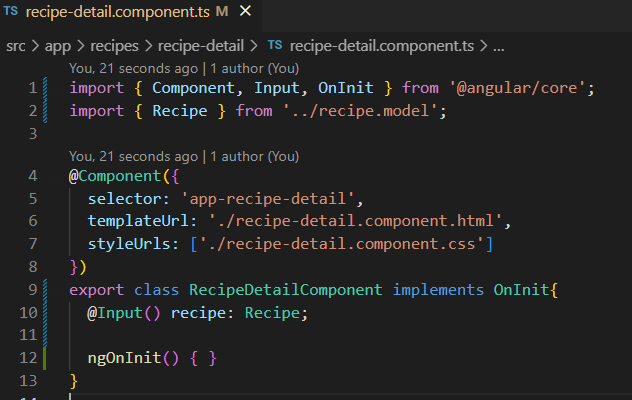 TS recipe-detail.component.ts M ×
src > app > recipes > recipe-detail > TS recipe-detail.component.ts > ...
You, 21 seconds ago | 1 author (You)
1 import { Component, Input, OnInit } from '@angular/core';
2 import { Recipe } from '../recipe.model';
3
You, 21 seconds ago | 1 author (You)
4 @Component({
5   selector: 'app-recipe-detail',
6   templateUrl: './recipe-detail.component.html',
7   styleUrls: ['./recipe-detail.component.css']
8 })
9 export class RecipeDetailComponent implements OnInit{
10   @Input() recipe: Recipe;
11
12   ngOnInit() { }
13 }
14